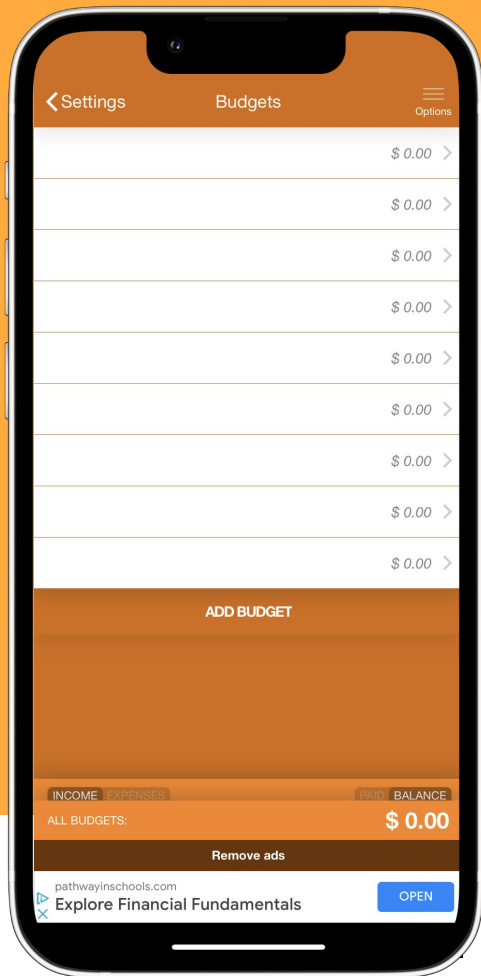 Settings
Budgets
Options
$ 0.00
$ 0.00
$ 0.00
$ 0.00
$ 0.00
$ 0.00
$ 0.00
$ 0.00
$ 0.00
ADD BUDGET
INCOME EXPENSES
PAID BALANCE
ALL BUDGETS:
$ 0.00
Remove ads
pathwayinschools.com
Explore Financial Fundamentals
OPEN